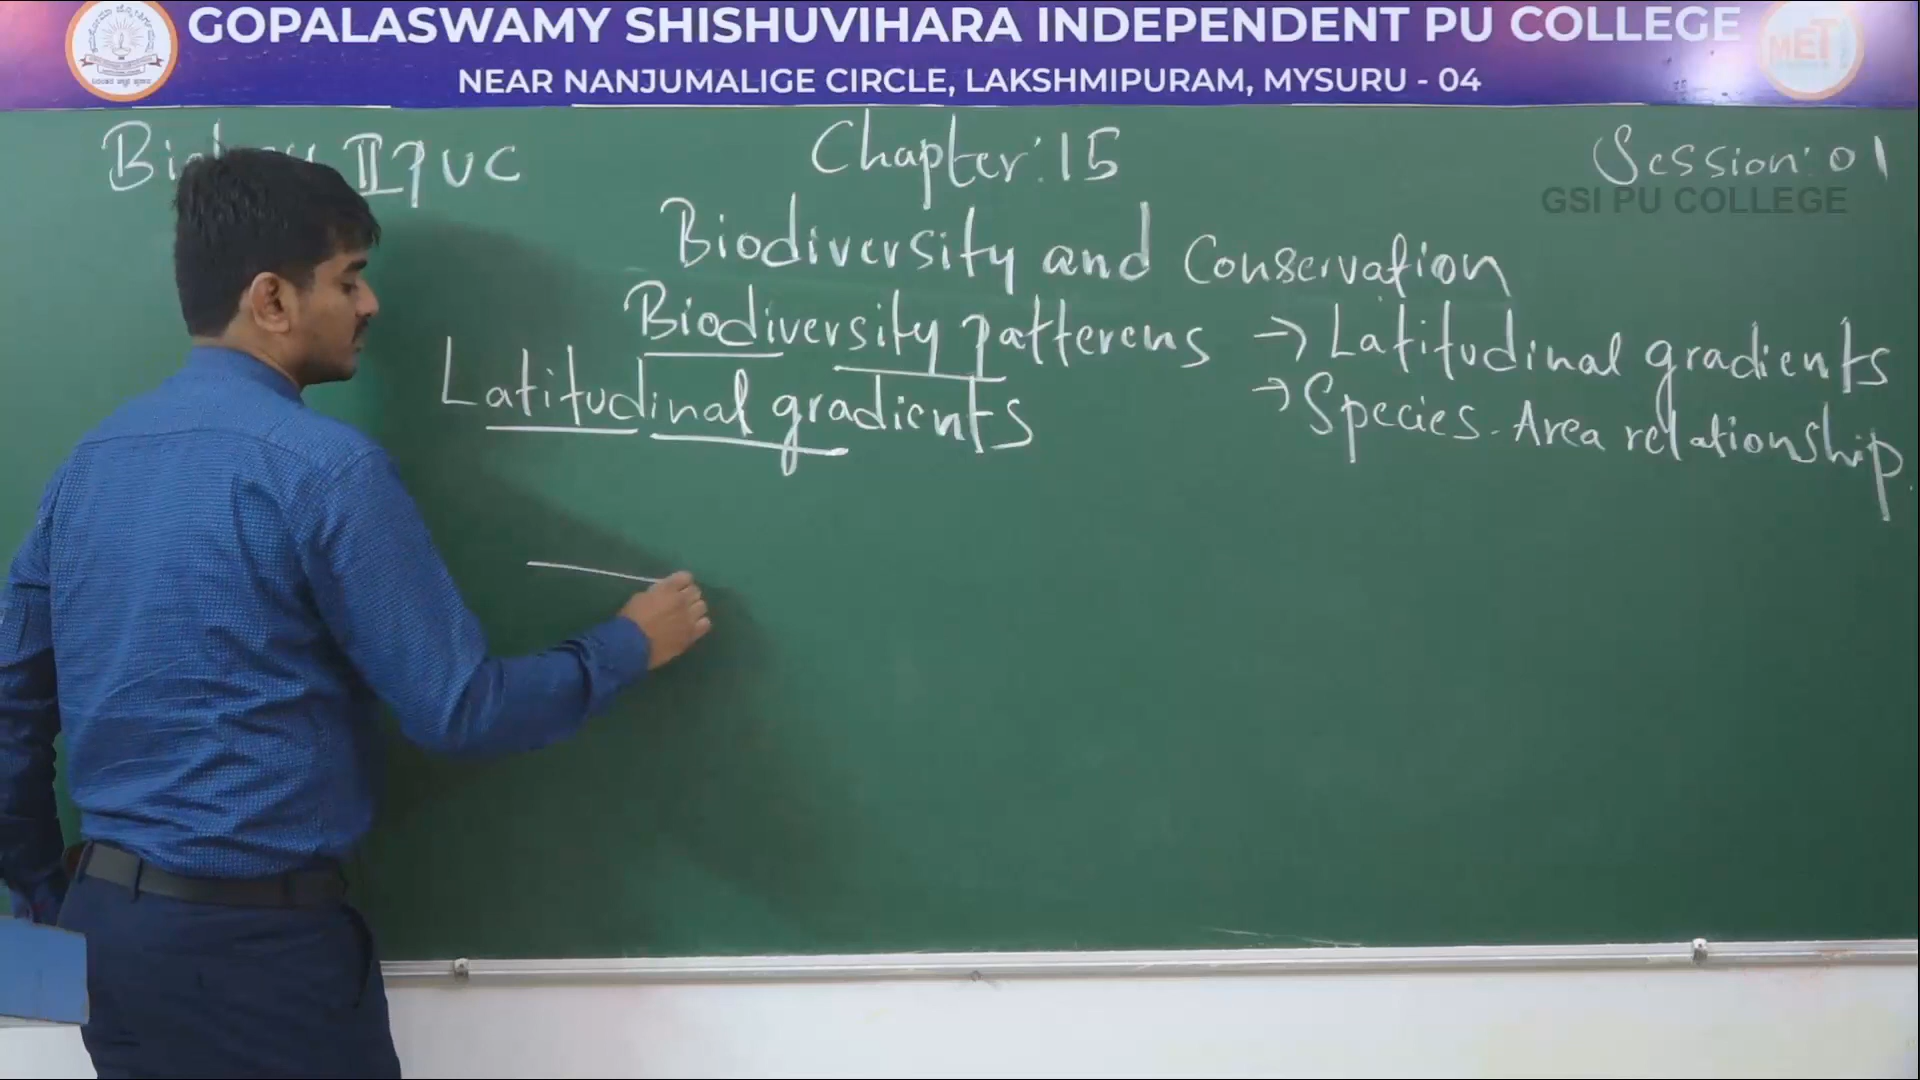 GOPALASWAMY SHISHUVIHARA INDEPENDENT PU COLLEGE
MET
NEAR NANJUMALIGE CIRCLE, LAKSHMIPURAM, MYSURU - 04
II PUC
Chapter: 15
Session: 01
GSI PU COLLEGE
Biodiversity and Conservation
Biodiversity patterens → Latitudinal gradients
Latitudinal gradients
→ Species-Area relationship.